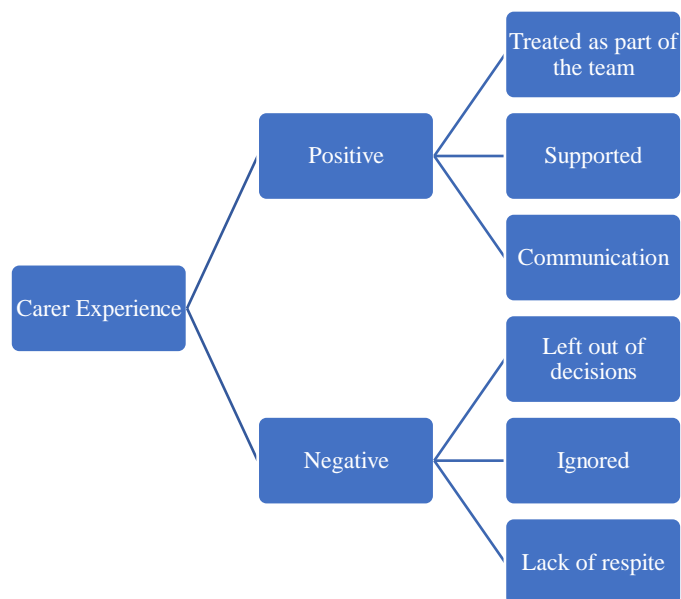 Carer Experience
Positive
Treated as part of
the team
Supported
Communication
Negative
Left out of
decisions
Ignored
Lack of respite